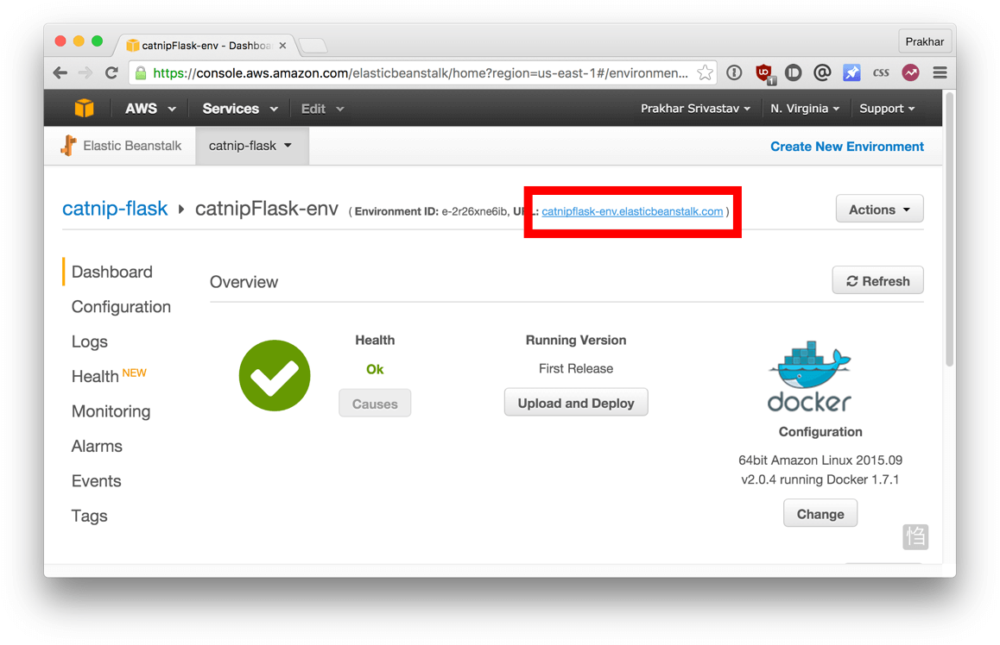 catnipFlask-env - Dashboa
Prakhar
https://console.aws.amazon.com/elasticbeanstalk/home?region=us-east-1#/environmen...
1
css
AWS Services Edit Prakhar Srivastav N. Virginia Support
Elastic Beanstalk catnip-flask Create New Environment
catnip-flask catnipFlask-env ( Environment ID: e-2r26xne6ib, URL: catnipflask-env.elasticbeanstalk.com )
Actions
Dashboard
Configuration
Logs
Health NEW
Monitoring
Alarms
Events
Tags
Overview
Refresh
Health
Ok
Causes
Running Version
First Release
Upload and Deploy
docker
Configuration
64bit Amazon Linux 2015.09
v2.0.4 running Docker 1.7.1
Change